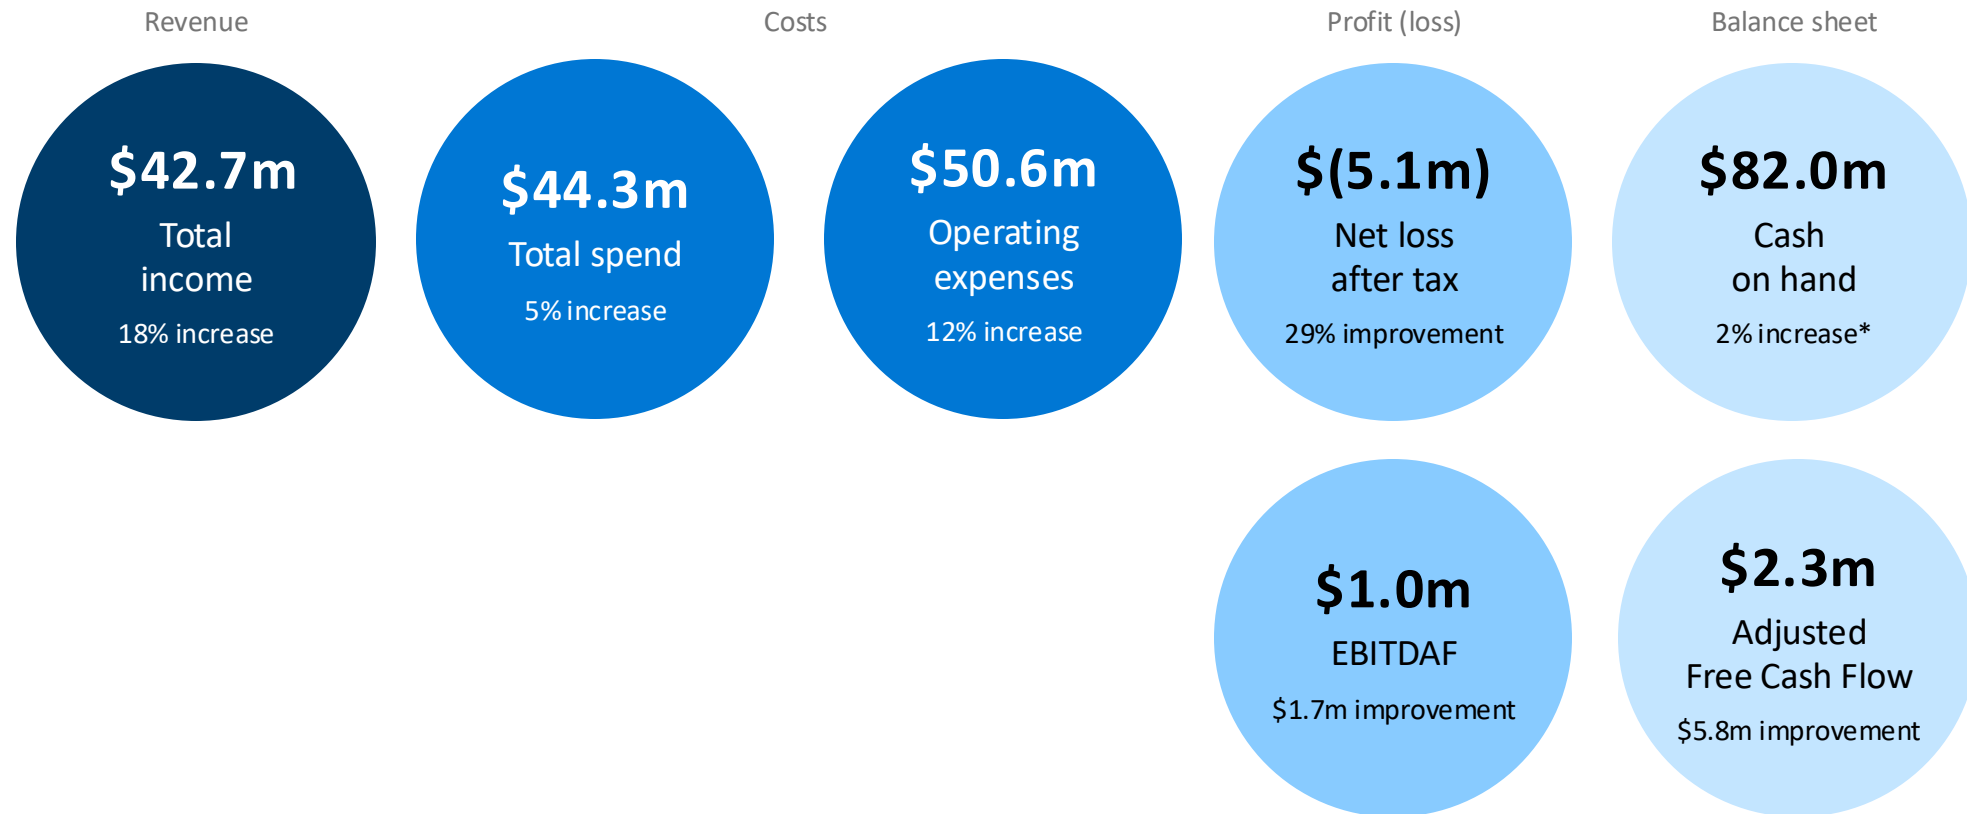 Revenue
Costs
Profit (loss)
Balance sheet
$42.7m
Total
income
18% increase
$44.3m
Total spend
5% increase
$50.6m
Operating
expenses
12% increase
$(5.1m)
Net loss
after tax
29% improvement
$82.0m
Cash
on hand
2% increase*
$1.0m
EBITDAF
$1.7m improvement
$2.3m
Adjusted
Free Cash Flow
$5.8m improvement